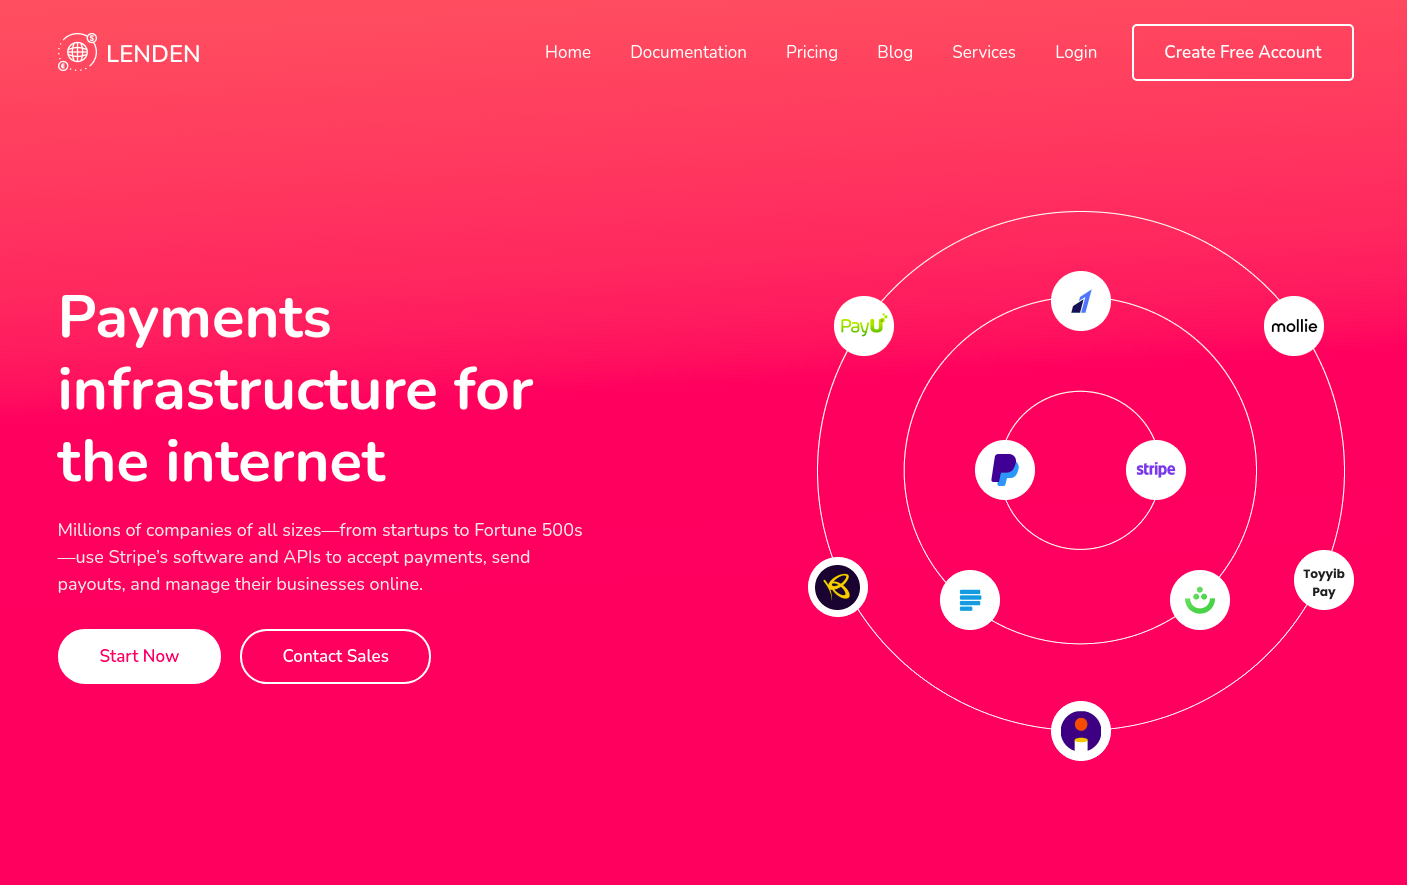 LENDEN
Home
Documentation
Pricing
Blog
Services
Login
Create Free Account
Payments
infrastructure for
the internet
Millions of companies of all sizes—from startups to Fortune 500s
—use Stripe’s software and APIs to accept payments, send
payouts, and manage their businesses online.
Start Now
Contact Sales
PayU
mollie
stripe
Toyyib
Pay